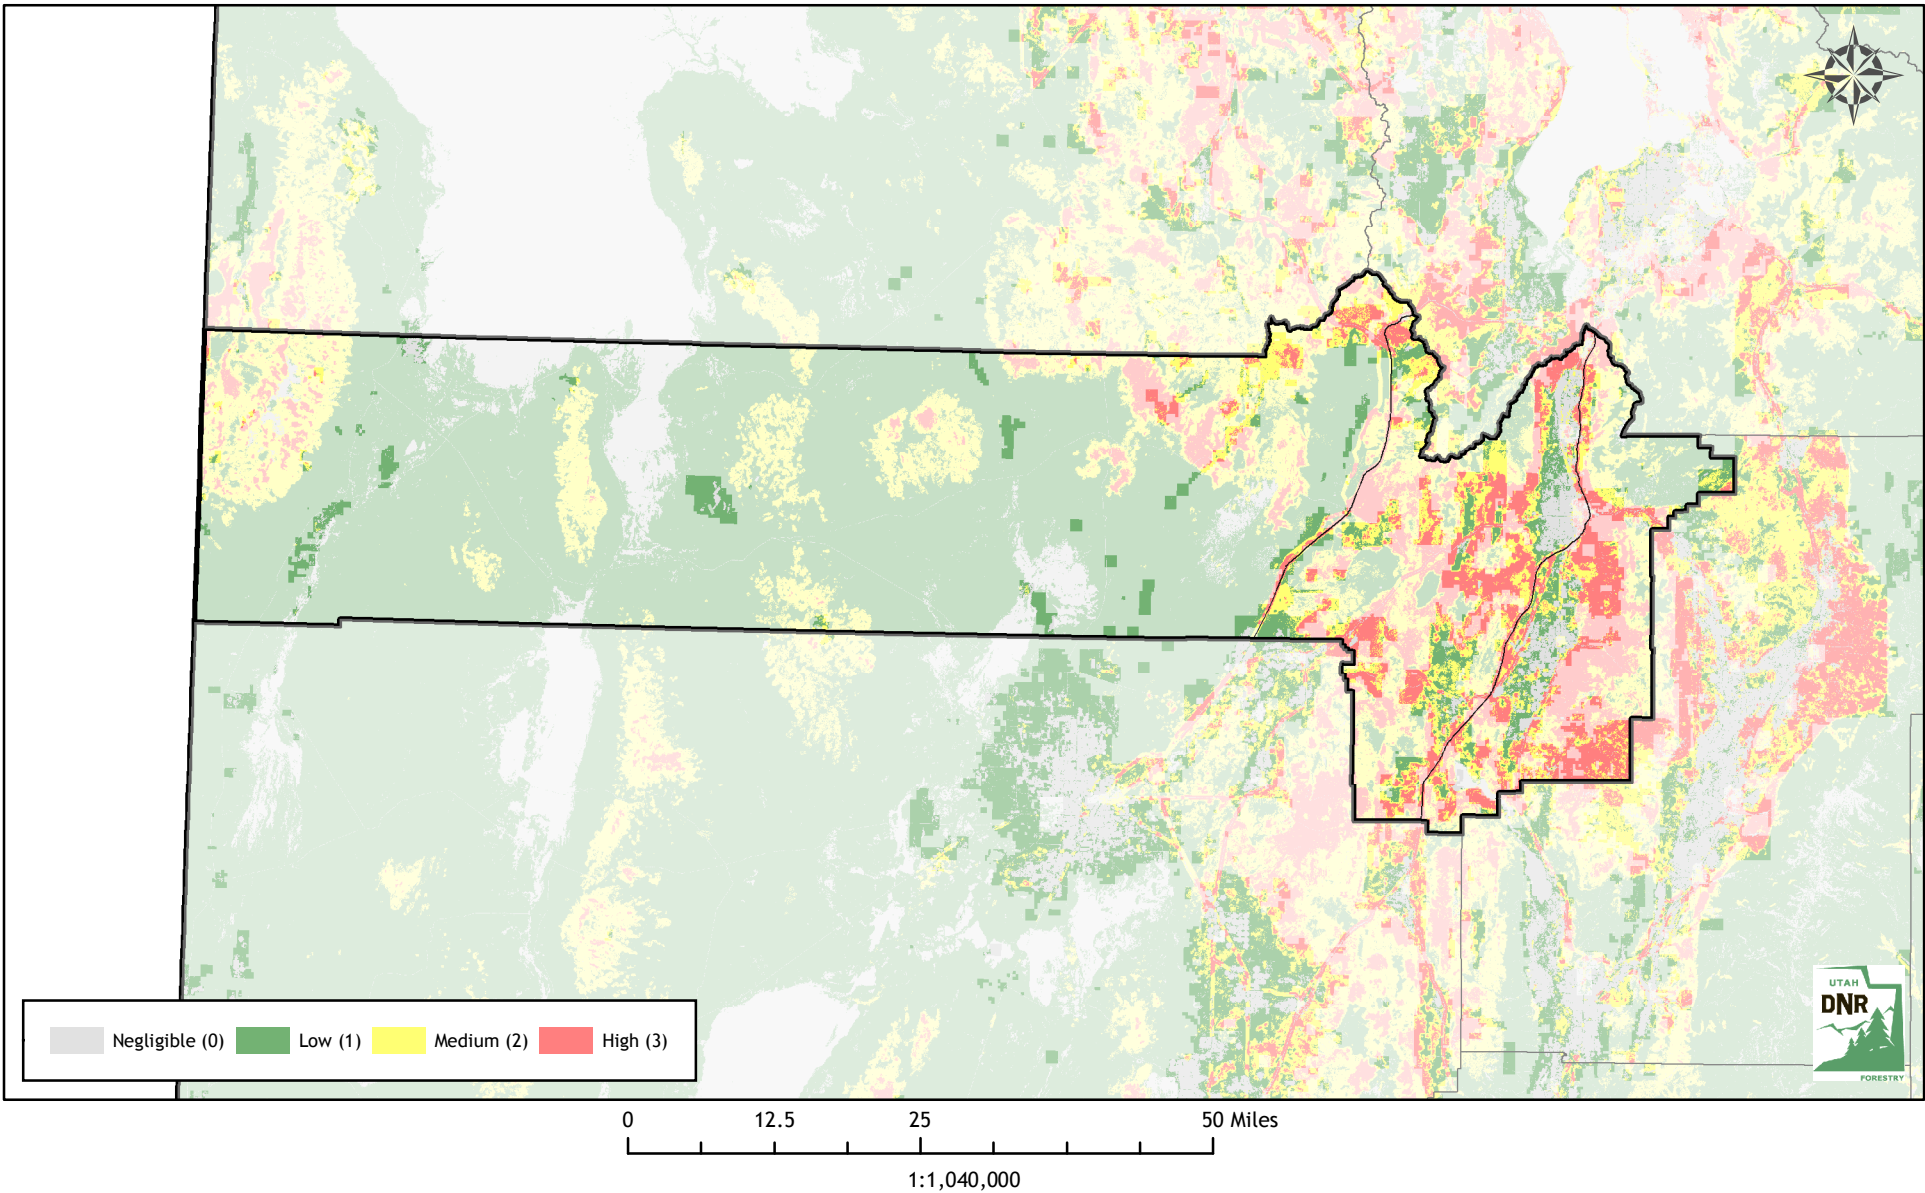 UTAH
DNR
FORESTRY
Negligible (0) Low (1) Medium (2) High (3)
0 12.5 25 50 Miles
1:1,040,000